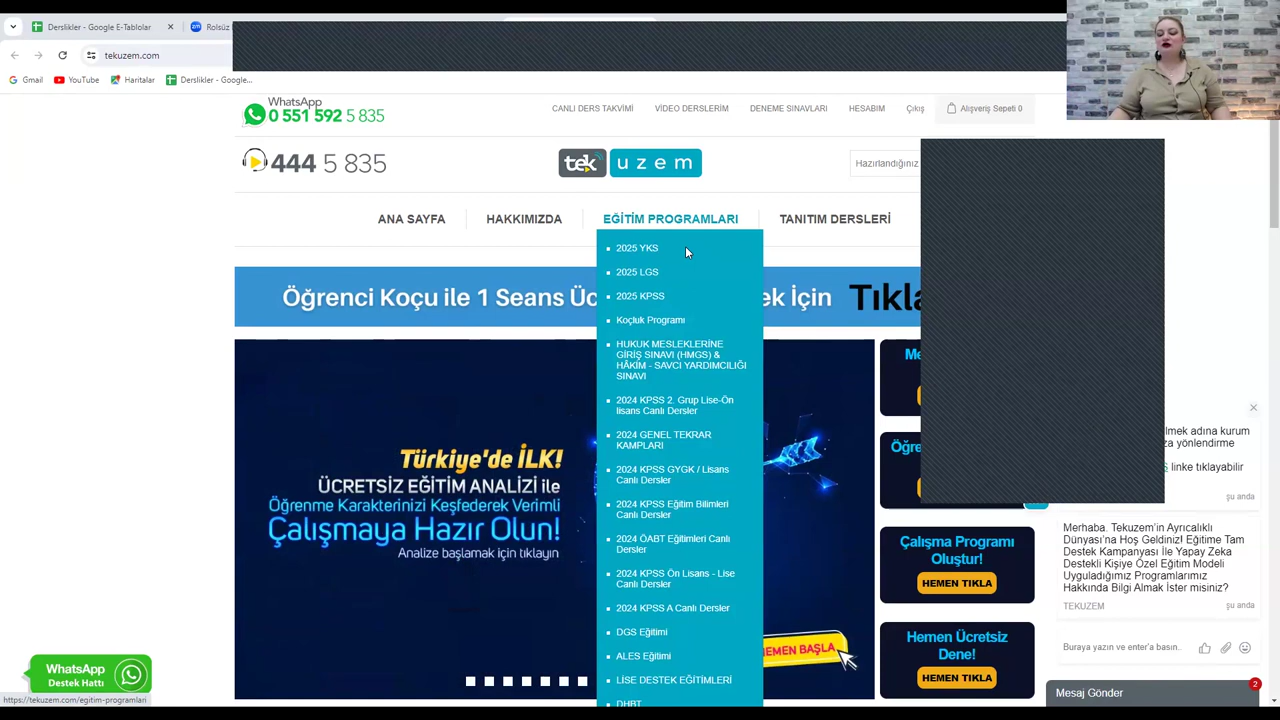 Derslikler - Google E-Tablolar
Rolsüz
tekuzem.com
Gmail
YouTube
Haritalar
Derslikler - Google...
WhatsApp
0 551 592 5 835
CANLI DERS TAKVİMİ
VİDEO DERSLERİM
DENEME SINAVLARI
HESABIM
Çıkış
Alışveriş Sepeti 0
444 5 835
tek uzem
Hazırlandığınız
ANA SAYFA
HAKKIMIZDA
EĞİTİM PROGRAMLARI
TANITIM DERSLERİ
2025 YKS
2025 LGS
2025 KPSS
Koçluk Programı
HUKUK MESLEKLERİNE
GİRİŞ SINAVI (HMGS) &
HÂKİM - SAVCI YARDIMCILIĞI
SINAVI
2024 KPSS 2. Grup Lise-Ön
lisans Canlı Dersler
2024 GENEL TEKRAR
KAMPLARI
2024 KPSS GYGK / Lisans
Canlı Dersler
2024 KPSS Eğitim Bilimleri
Canlı Dersler
2024 ÖABT Eğitimleri Canlı
Dersler
2024 KPSS Ön Lisans - Lise
Canlı Dersler
2024 KPSS A Canlı Dersler
DGS Eğitimi
ALES Eğitimi
LİSE DESTEK EĞİTİMLERİ
DHBT
Öğrenci Koçu ile 1 Seans Üc
ek İçin
Tıkla
Türkiye'de İLK!
ÜCRETSİZ EĞİTİM ANALİZİ ile
Öğrenme Karakterinizi Keşfederek Verimli
Çalışmaya Hazır Olun!
Analize başlamak için tıklayın
HEMEN BAŞLA
Me
Öğre
Çalışma Programı
Oluştur!
HEMEN TIKLA
Hemen Ücretsiz
Dene!
HEMEN TIKLA
lmek adına kurum
za yönlendirme
linke tıklayabilir
şu anda
Merhaba. Tekuzem'in Ayrıcalıklı
Dünyası'na Hoş Geldiniz! Eğitime Tam
Destek Kampanyası İle Yapay Zeka
Destekli Kişiye Özel Eğitim Modeli
Uyguladığımız Programlarımız
Hakkında Bilgi Almak İster misiniz?
TEKUZEM
şu anda
Buraya yazın ve enter'a basın..
Mesaj Gönder
2
WhatsApp
Destek Hattı
https://tekuzem.com/egitim-programlari